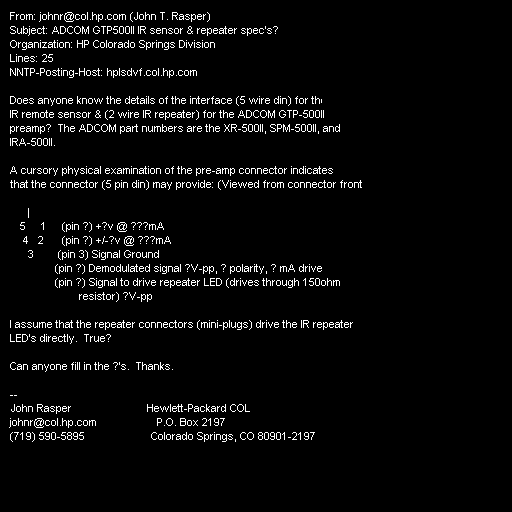 From: johnr@col.hp.com (John T. Rasper)
Subject: ADCOM GTP500II IR sensor & repeater spec's?
Organization: HP Colorado Springs Division
Lines: 25
NNTP-Posting-Host: hplsdvf.col.hp.com

Does anyone know the details of the interface (5 wire din) for the
IR remote sensor & (2 wire IR repeater) for the ADCOM GTP-500II
preamp?  The ADCOM part numbers are the XR-500II, SPM-500II, and
IRA-500II.

A cursory physical examination of the pre-amp connector indicates
that the connector (5 pin din) may provide: (Viewed from connector front

      |
   5     1     (pin ?) +?v @ ???mA
    4   2      (pin ?) +/-?v @ ???mA
      3        (pin 3) Signal Ground
               (pin ?) Demodulated signal ?V-pp, ? polarity, ? mA drive
               (pin ?) Signal to drive repeater LED (drives through 150ohm
                       resistor) ?V-pp

I assume that the repeater connectors (mini-plugs) drive the IR repeater
LED's directly.  True?

Can anyone fill in the ?'s.  Thanks.

--
John Rasper                         Hewlett-Packard COL
johnr@col.hp.com                    P.O. Box 2197
(719) 590-5895                      Colorado Springs, CO 80901-2197